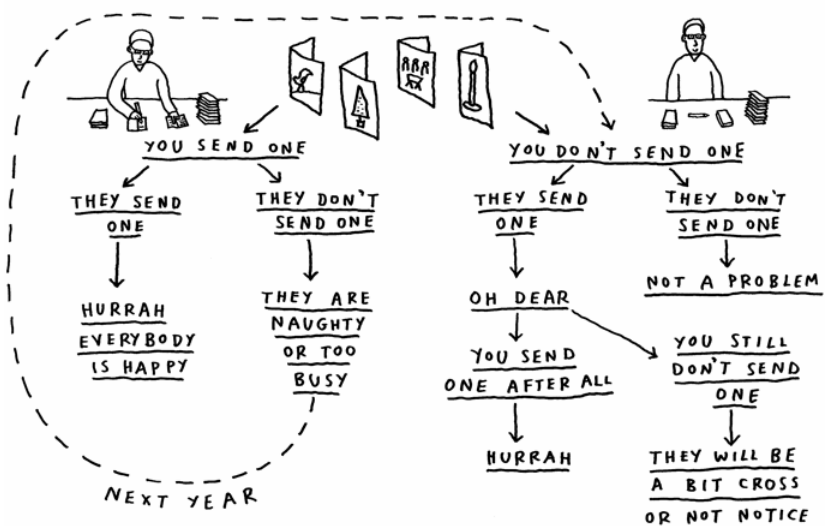 YOU SEND ONE
THEY SEND
ONE
HURRAH
EVERYBODY
IS HAPPY
THEY DON'T
SEND ONE
THEY ARE
NAUGHTY
OR TOO
BUSY
NEXT YEAR
YOU DON'T SEND ONE
THEY SEND
ONE
OH DEAR
YOU SEND
ONE AFTER ALL
HURRAH
YOU STILL
DON'T SEND
ONE
THEY WILL BE
A BIT CROSS
OR NOT NOTICE
THEY DON'T
SEND ONE
NOT A PROBLEM